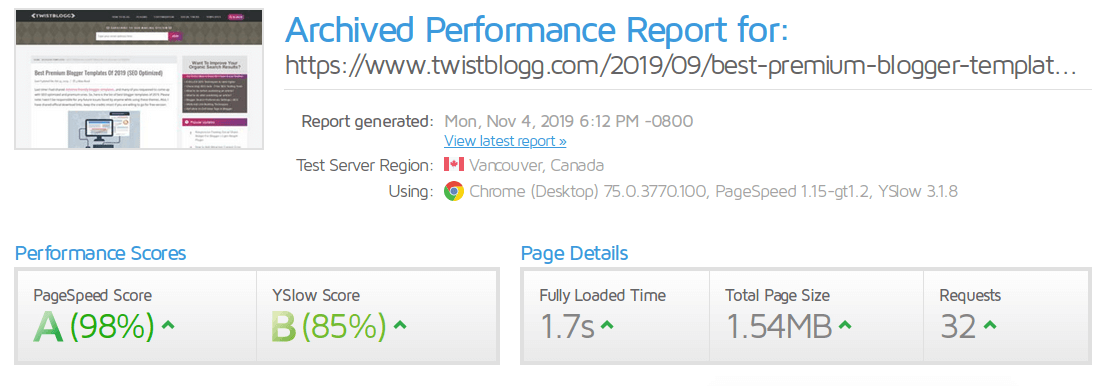 <TWISTBLOGG>
Best Premium Blogger Templates Of 2019 (SEO Optimized)
Want To Improve Your
Organic Search Results?
Popular Updates
Archived Performance Report for:
https://www.twistblogg.com/2019/09/best-premium-blogger-templat...
Report generated: Mon, Nov 4, 2019 6:12 PM -0800
View latest report »
Test Server Region: Vancouver, Canada
Using: Chrome (Desktop) 75.0.3770.100, PageSpeed 1.15-gt1.2, YSlow 3.1.8
Performance Scores
PageSpeed Score
A (98%)
YSlow Score
B (85%)
Page Details
Fully Loaded Time
1.7s
Total Page Size
1.54MB
Requests
32